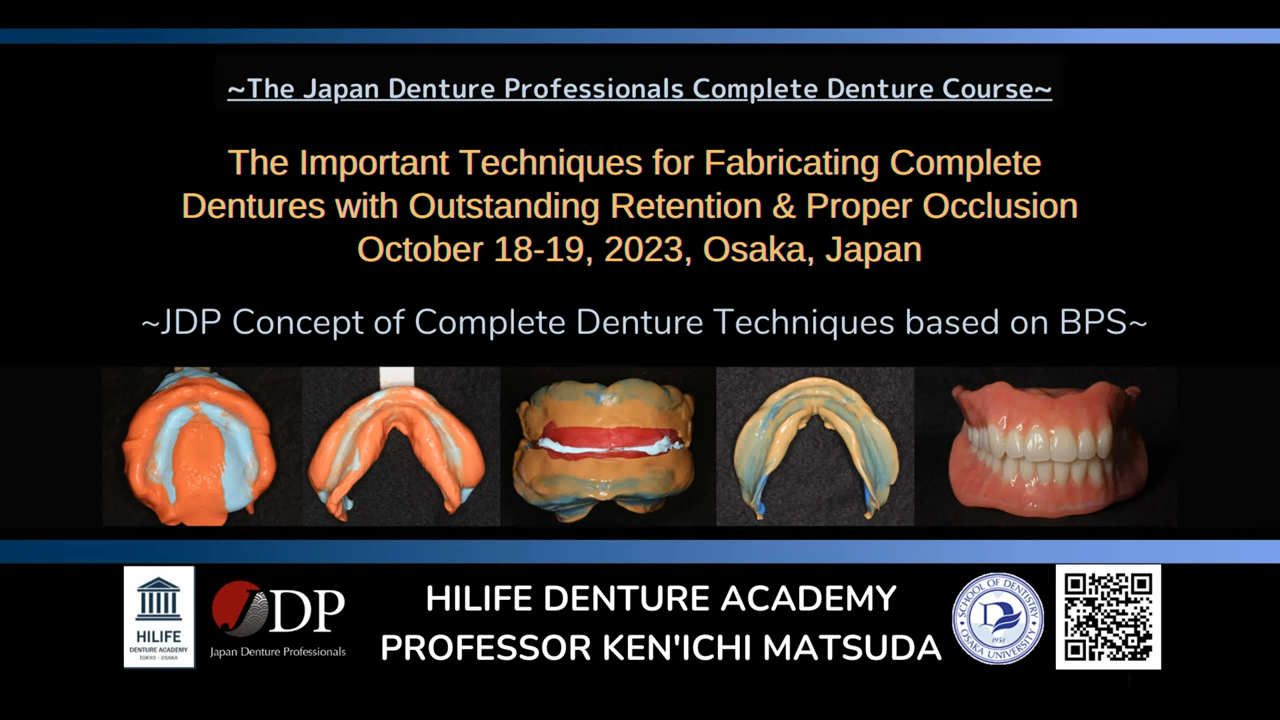 ~The Japan Denture Professionals Complete Denture Course~
The Important Techniques for Fabricating Complete
Dentures with Outstanding Retention & Proper Occlusion
October 18-19, 2023, Osaka, Japan
~JDP Concept of Complete Denture Techniques based on BPS~
HILIFE
DENTURE ACADEMY
TOKYO - OSAKA
JDP
Japan Denture Professionals
HILIFE DENTURE ACADEMY
PROFESSOR KEN'ICHI MATSUDA
SCHOOL OF DENTISTRY
D
1951
OSAKA UNIVERSITY